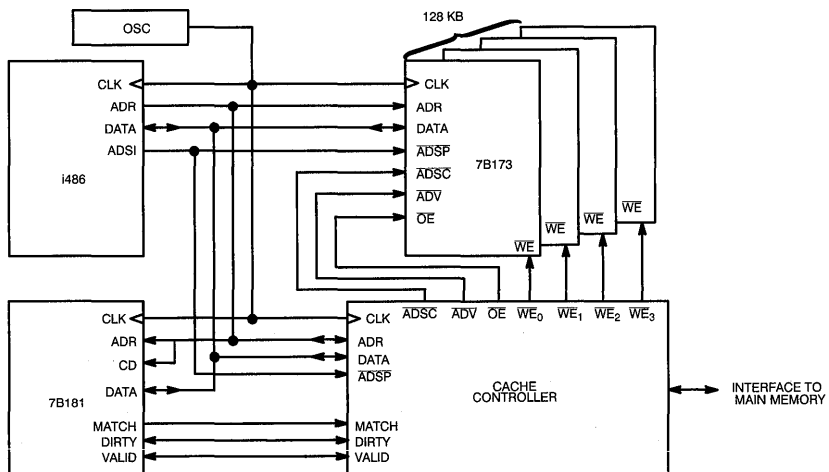 128 KB
OSC
CLK
ADR
DATA
ADSI
i486
CLK
ADR
DATA
ADSP
ADSC
ADV
OE
7B173
WE
WE
WE
WE
CLK
ADR
CD
DATA
7B181
MATCH
DIRTY
VALID
ADSC ADV OE WE0 WE1 WE2 WE3
CLK
ADR
DATA
ADSP
CACHE
CONTROLLER
MATCH
DIRTY
VALID
INTERFACE TO
MAIN MEMORY